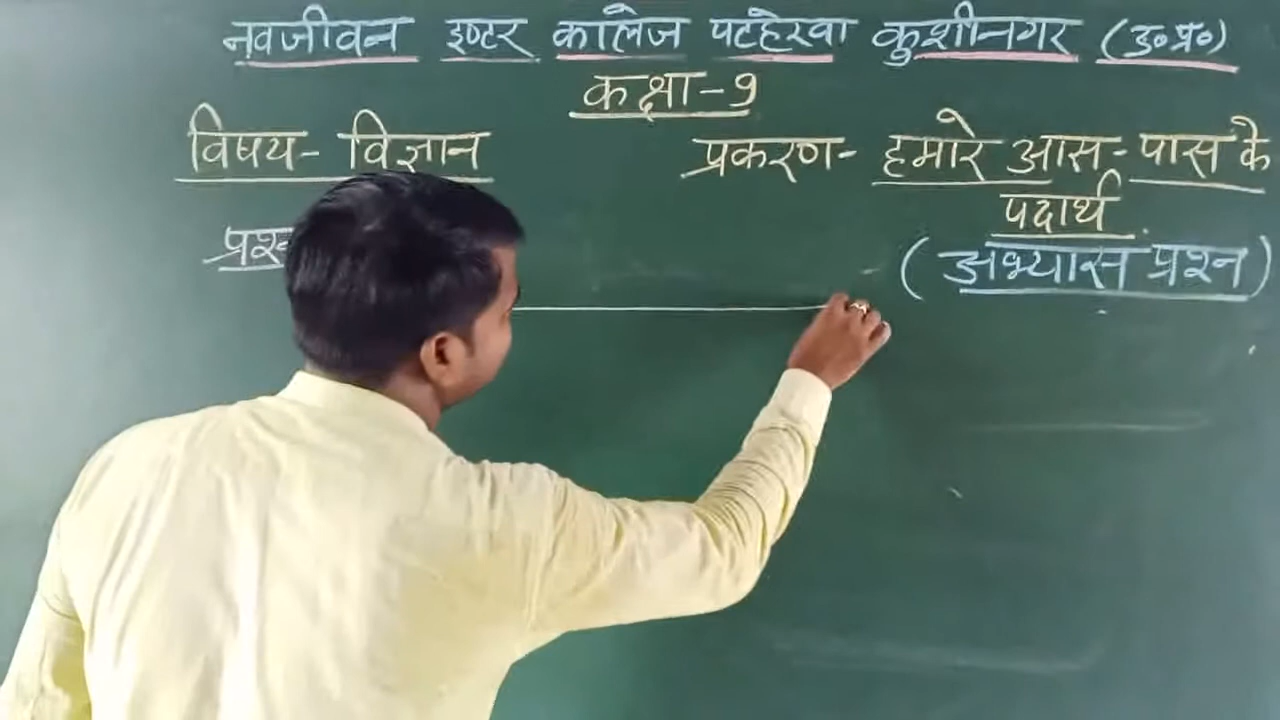 नवजीवन इण्टर कालेज पटहेरवा कुशीनगर (उ०प्र०)
कक्षा-9
विषय- विज्ञान
प्रकरण- हमारे आस-पास के
पदार्थ
(अभ्यास प्रश्न)